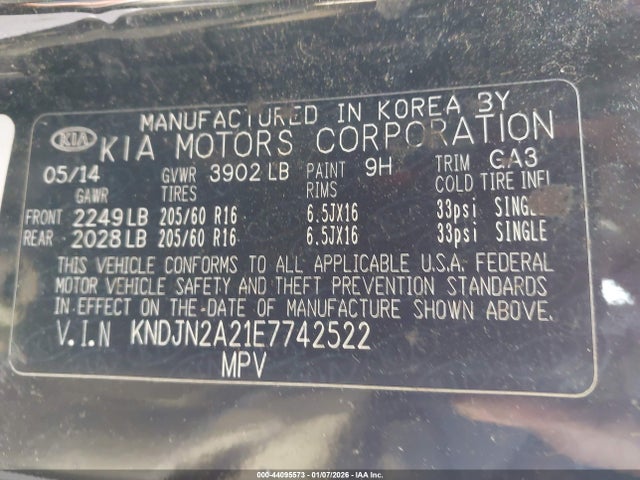 MANUFACTURED IN KOREA BY
KIA KIA MOTORS CORPORATION
05/14 GVWR 3902 LB PAINT 9H TRIM GA3
GAWR TIRES RIMS COLD TIRE INFL
FRONT 2249 LB 205/60 R16 6.5JX16 33psi SINGLE
REAR 2028 LB 205/60 R16 6.5JX16 33psi SINGLE
THIS VEHICLE CONFORMS TO ALL APPLICABLE U.S.A. FEDERAL
MOTOR VEHICLE SAFETY AND THEFT PREVENTION STANDARDS
IN EFFECT ON THE DATE OF MANUFACTURE SHOWN ABOVE.
V.I.N KNDJN2A21E7742522
MPV
000-44095573 - 01/07/2026 - IAA Inc.